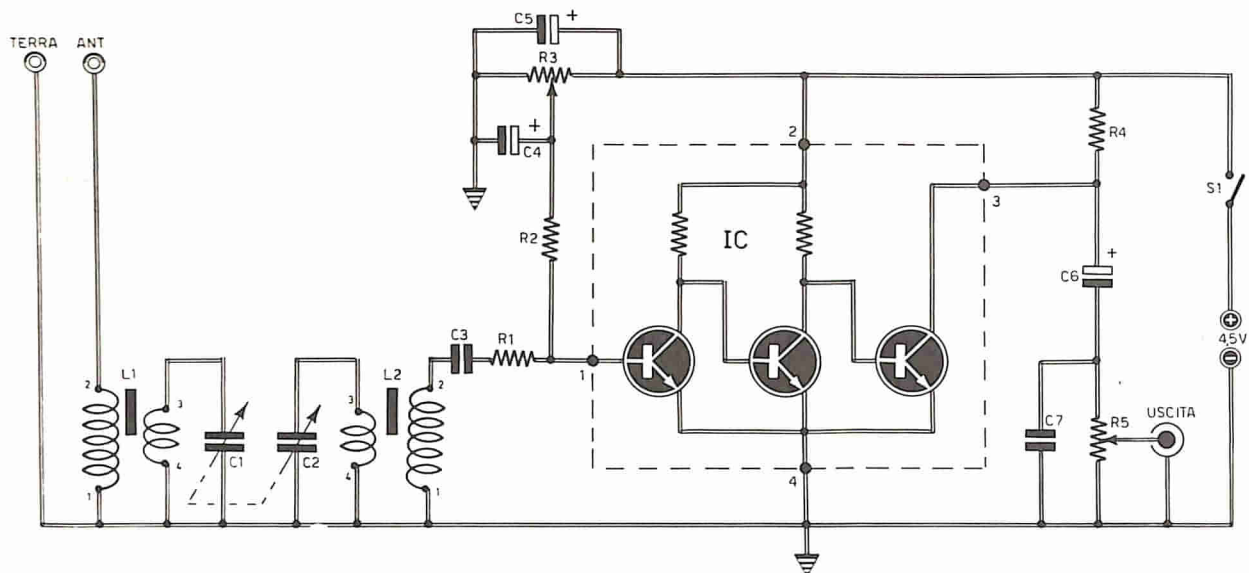 TERRA ANT
C5 +
R3
+
C4
R2
2
R4
3
S1
IC
+
C6
+
4,5V
−
C3 R1
1
L1
2
3
4
1
C1
C2
L2
3
2
4
1
4
C7
R5
USCITA